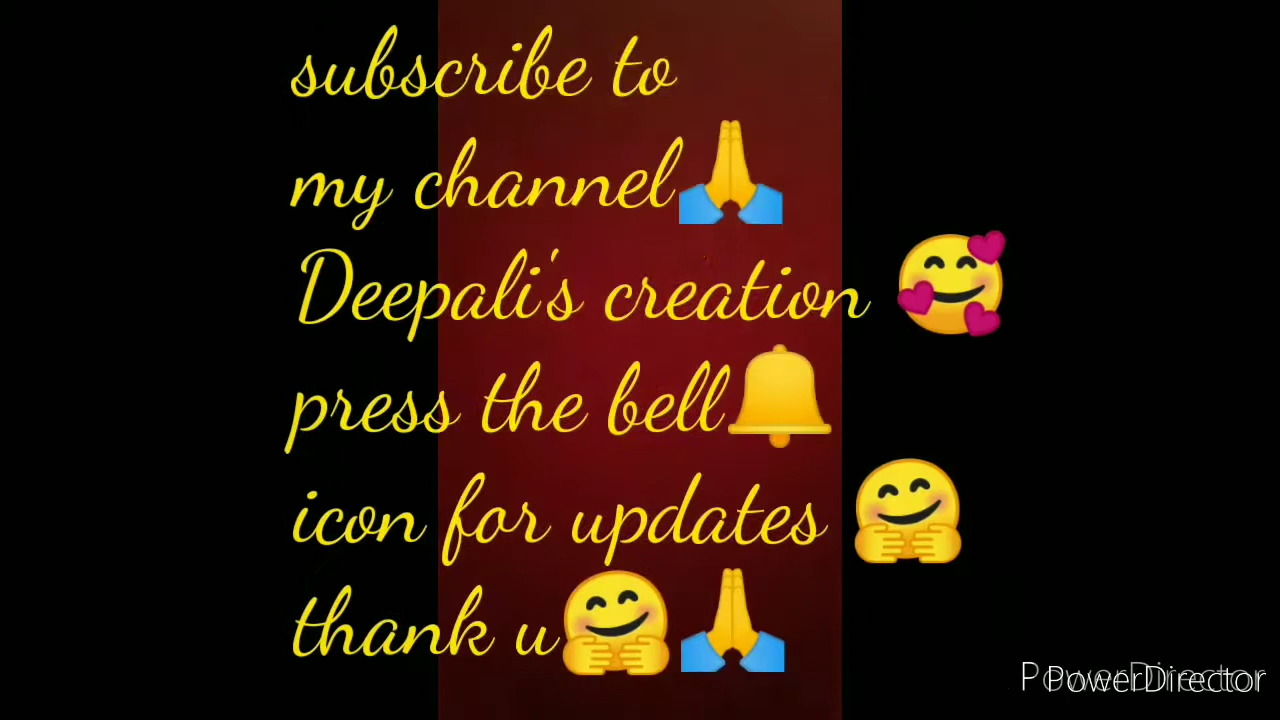 subscribe to
my channel🙏
Deepali's creation 🥰
press the bell🔔
icon for updates 🤗
thank u🤗🙏
PowerDirector